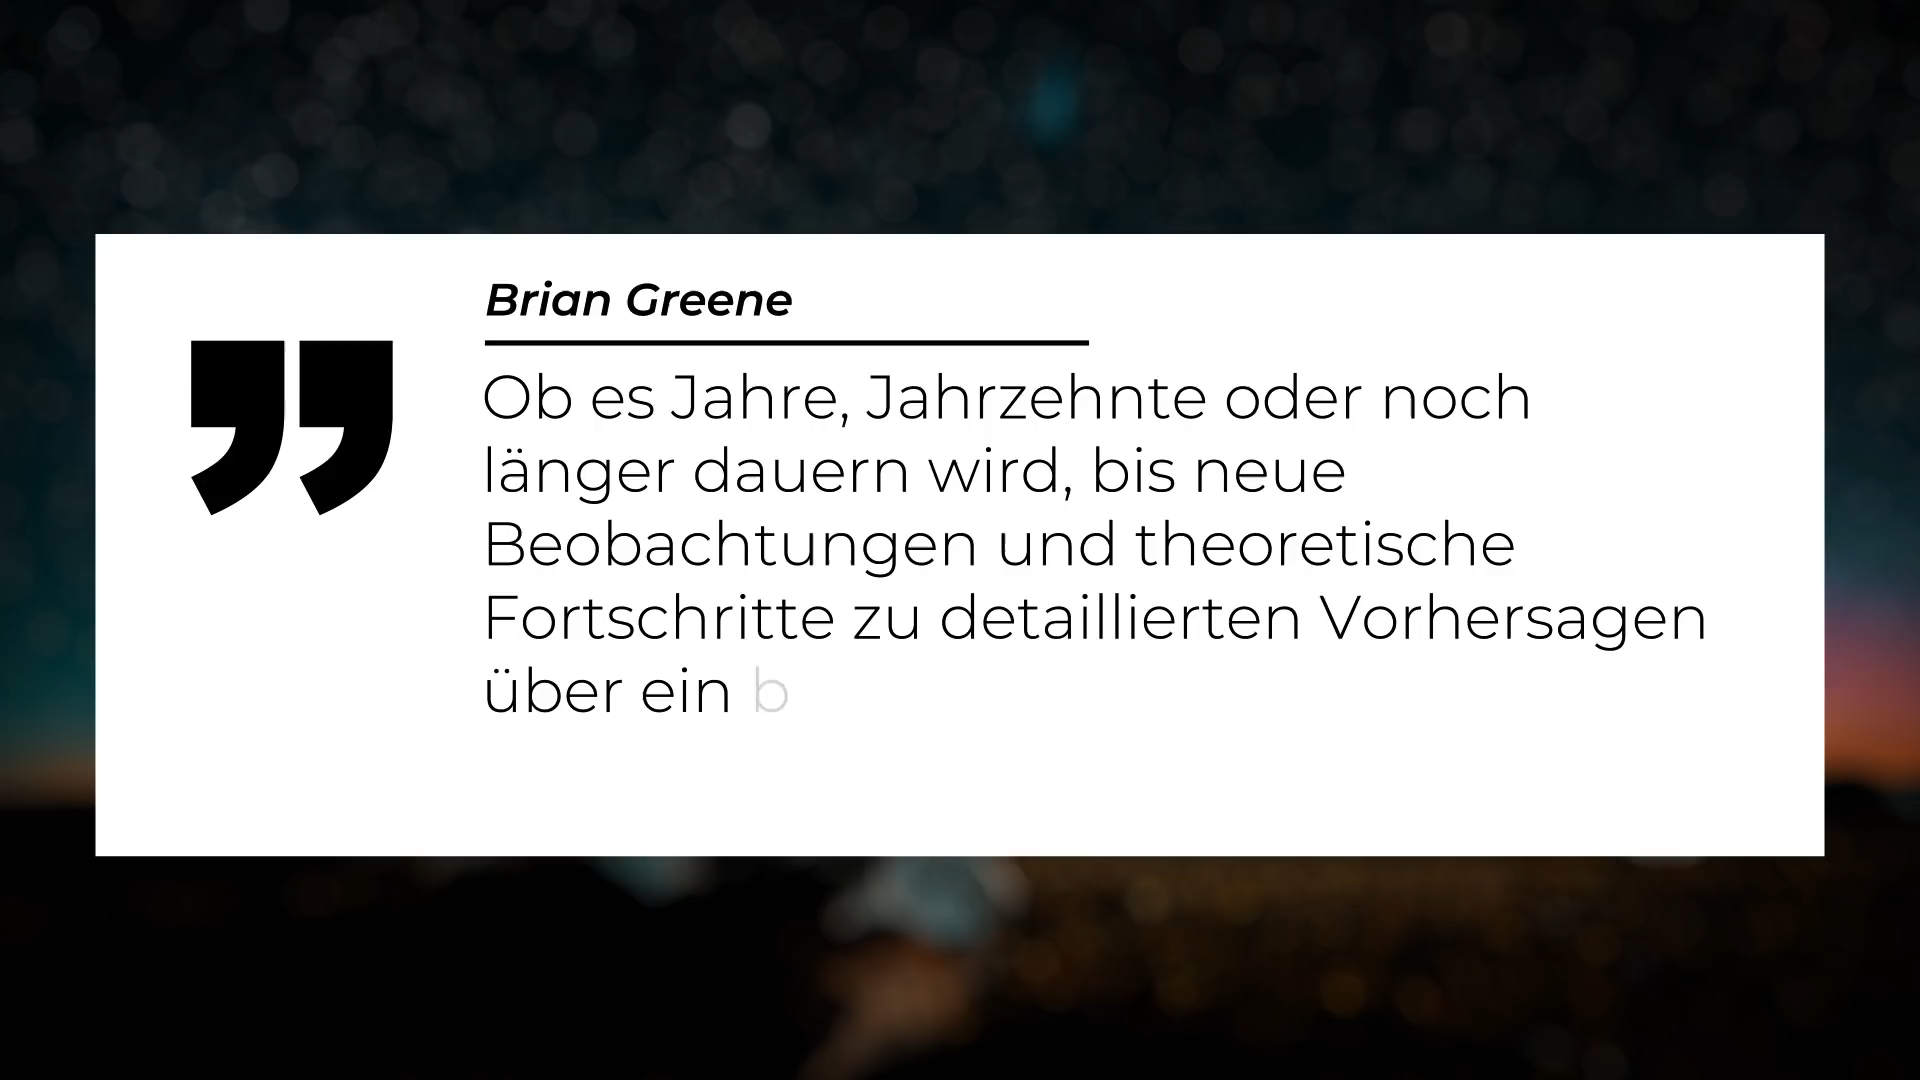 Brian Greene
Ob es Jahre, Jahrzehnte oder noch
länger dauern wird, bis neue
Beobachtungen und theoretische
Fortschritte zu detaillierten Vorhersagen
über ein b